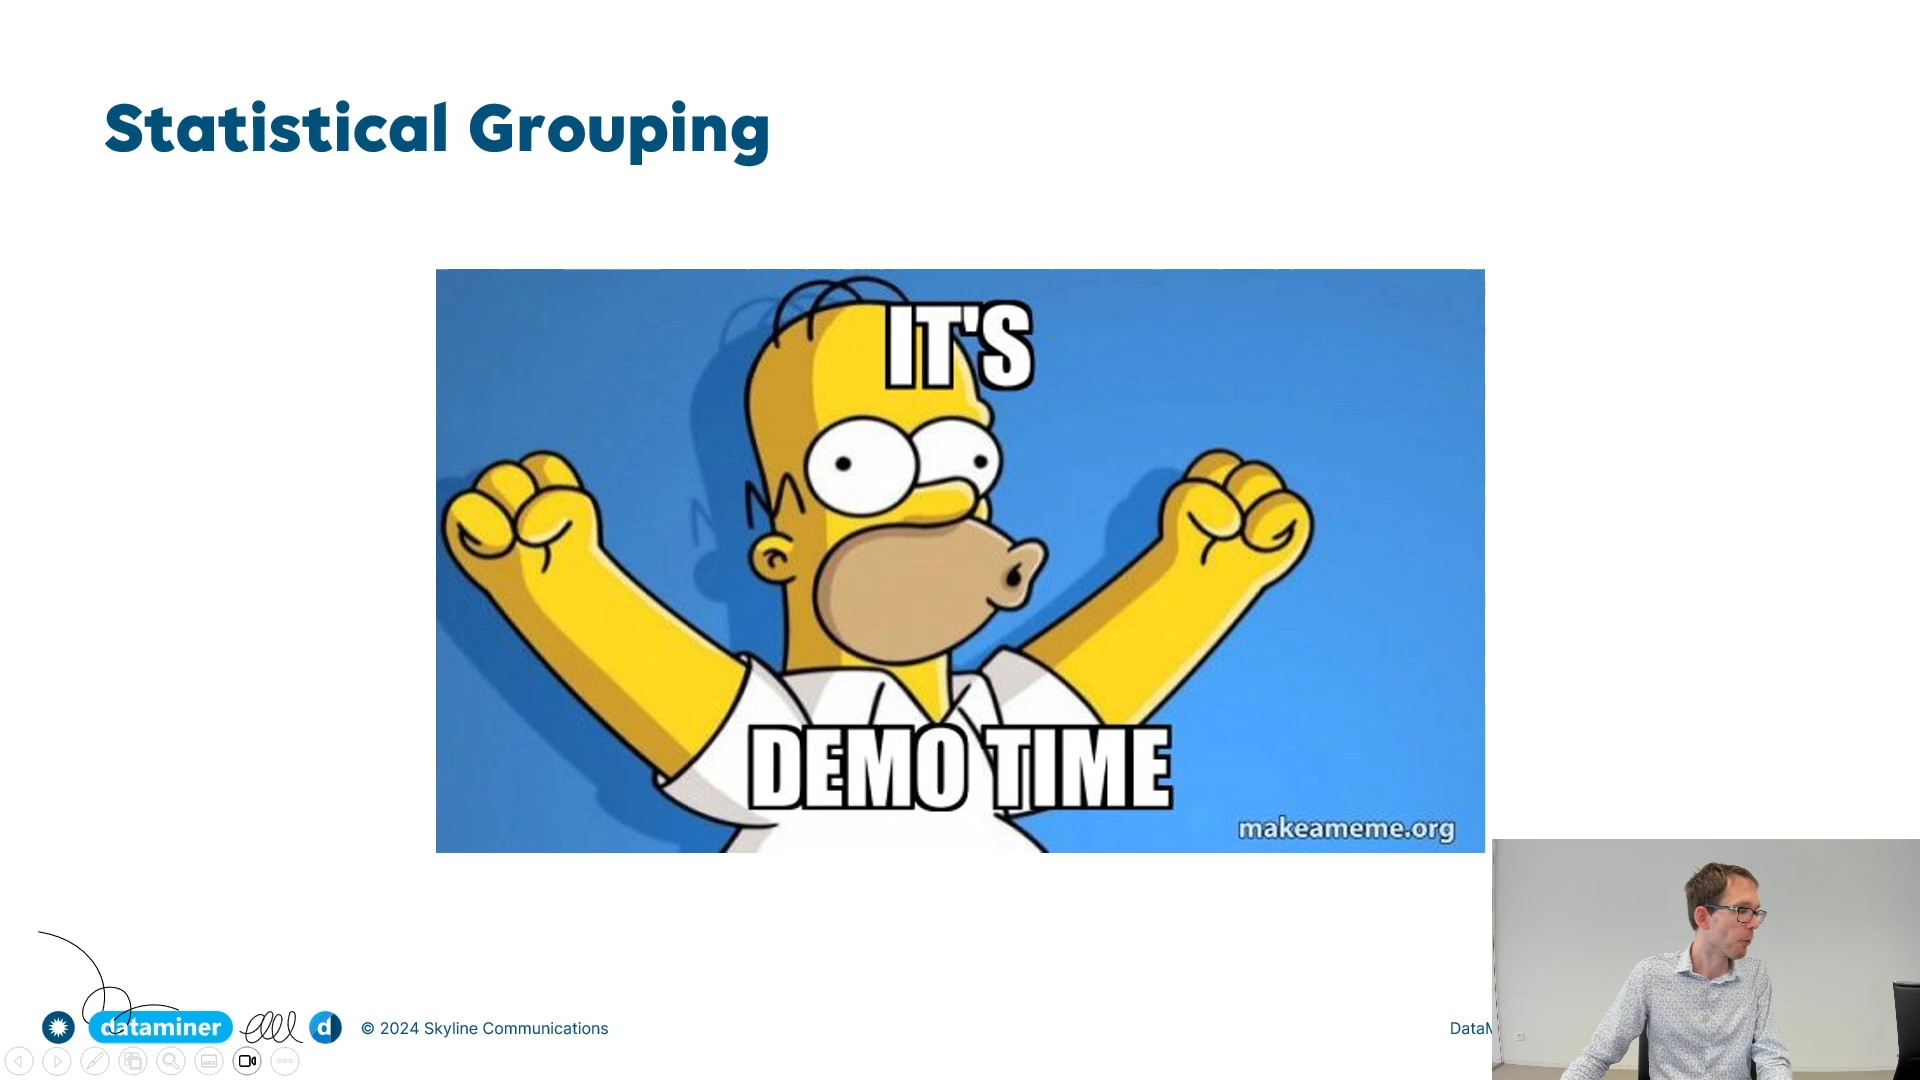 Statistical Grouping
IT'S
DEMO TIME
makeameme.org
dataminer
d
© 2024 Skyline Communications
DataM